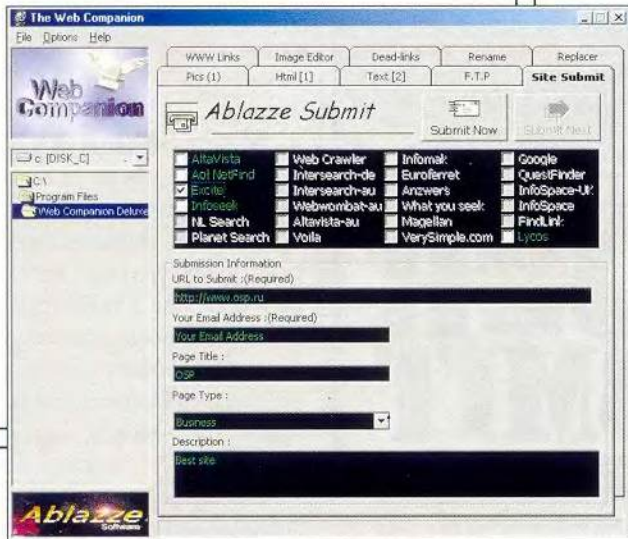 The Web Companion
File Options Help
Web Companion
WWW Links Image Editor Dead-links Rename Replacer
Pics (1) Html [1] Text [2] F.T.P Site Submit
Ablazze Submit
Submit Now
Submit Next
c [DISK_C]
C:\
Program Files
Web Companion Deluxe
AltaVista Web Crawler Infomak Google
Aol NetFind Intersearch-de Euroferret QuestFinder
Excite Intersearch-au Anzwers InfoSpace-UK
Infoseek Webwombat-au What you seek InfoSpace
NL Search Altavista-au Magellan FindLink
Planet Search Voila VerySimple.com Lycos
Submission Information
URL to Submit :(Required)
http://www.osp.ru
Your Email Address :(Required)
Your Email Address
Page Title :
OSP
Page Type :
Business
Description :
Best site
Ablazze
Software